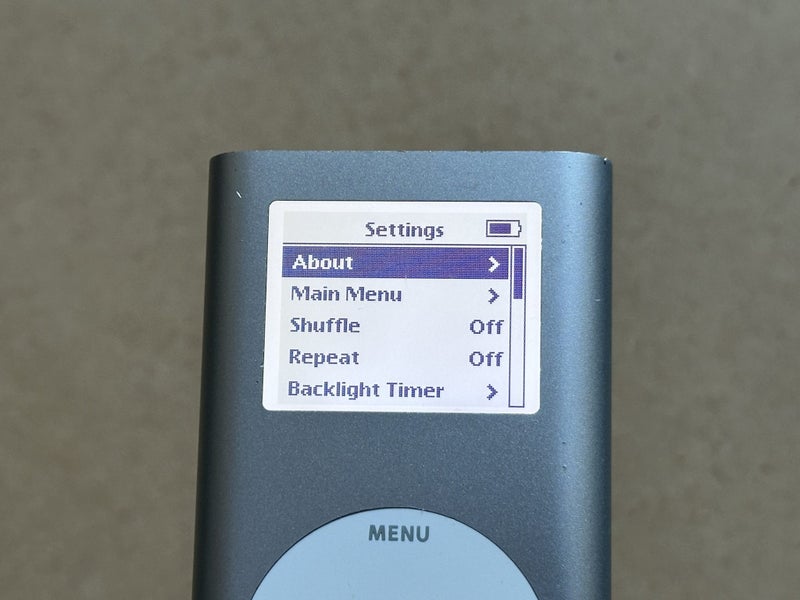 Settings
About >
Main Menu >
Shuffle Off
Repeat Off
Backlight Timer >
MENU